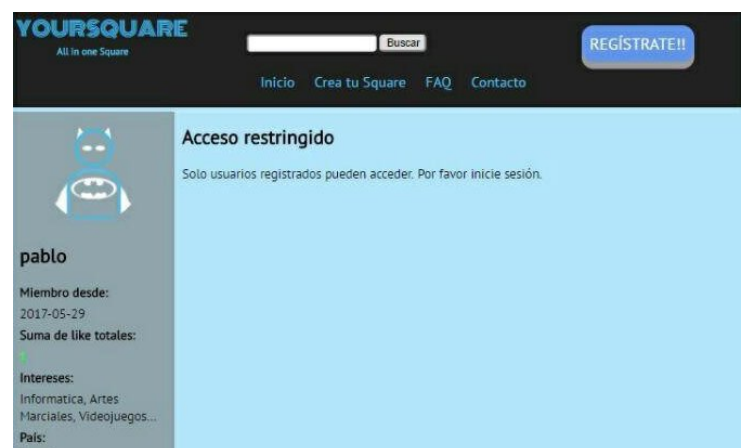 YOURSQUARE
All in one Square
Buscar
REGÍSTRATE!!
Inicio Crea tu Square FAQ Contacto
Acceso restringido
Solo usuarios registrados pueden acceder. Por favor inicie sesión.
pablo
Miembro desde:
2017-05-29
Suma de like totales:
1
Intereses:
Informatica, Artes
Marciales, Videojuegos...
País: